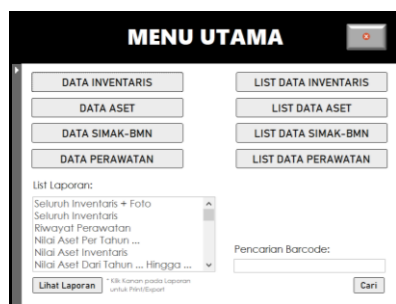 MENU UTAMA
DATA INVENTARIS
LIST DATA INVENTARIS
DATA ASET
LIST DATA ASET
DATA SIMAK-BMN
LIST DATA SIMAK-BMN
DATA PERAWATAN
LIST DATA PERAWATAN
List Laporan:
Seluruh Inventaris + Foto
Seluruh Inventaris
Riwayat Perawatan
Nilai Aset Per Tahun ...
Nilai Aset Inventaris
Nilai Aset Dari Tahun ... Hingga ...
Pencarian Barcode:
Lihat Laporan
* Klik Kanan pada Laporan
untuk Print/Export
Cari